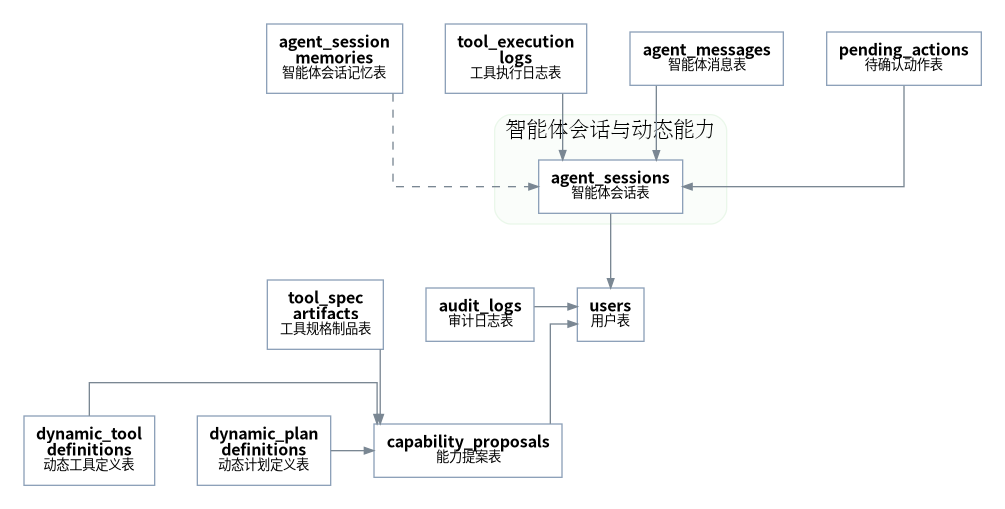 agent_session
memories
智能体会话记忆表
tool_execution
logs
工具执行日志表
agent_messages
智能体消息表
pending_actions
待确认动作表
智能体会话与动态能力
agent_sessions
智能体会话表
tool_spec
artifacts
工具规格制品表
audit_logs
审计日志表
users
用户表
dynamic_tool
definitions
动态工具定义表
dynamic_plan
definitions
动态计划定义表
capability_proposals
能力提案表